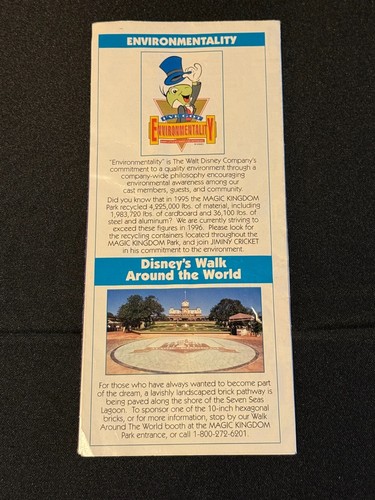 ENVIRONMENTALITY
ENVIRONMENTALITY
"Environmentality" is The Walt Disney Company's
commitment to a quality environment through a
company-wide philosophy encouraging
environmental awareness among our
cast members, guests, and community.
Did you know that in 1995 the MAGIC KINGDOM
Park recycled 4,225,000 lbs. of material, including
1,983,720 lbs. of cardboard and 36,100 lbs. of
steel and aluminum? We are currently striving to
exceed these figures in 1996. Please look for
the recycling containers located throughout the
MAGIC KINGDOM Park, and join JIMINY CRICKET
in his commitment to the environment.
Disney's Walk
Around the World
For those who have always wanted to become part
of the dream, a lavishly landscaped brick pathway is
being paved along the shore of the Seven Seas
Lagoon. To sponsor one of the 10-inch hexagonal
bricks, or for more information, stop by our Walk
Around The World booth at the MAGIC KINGDOM
Park entrance, or call 1-800-272-6201.